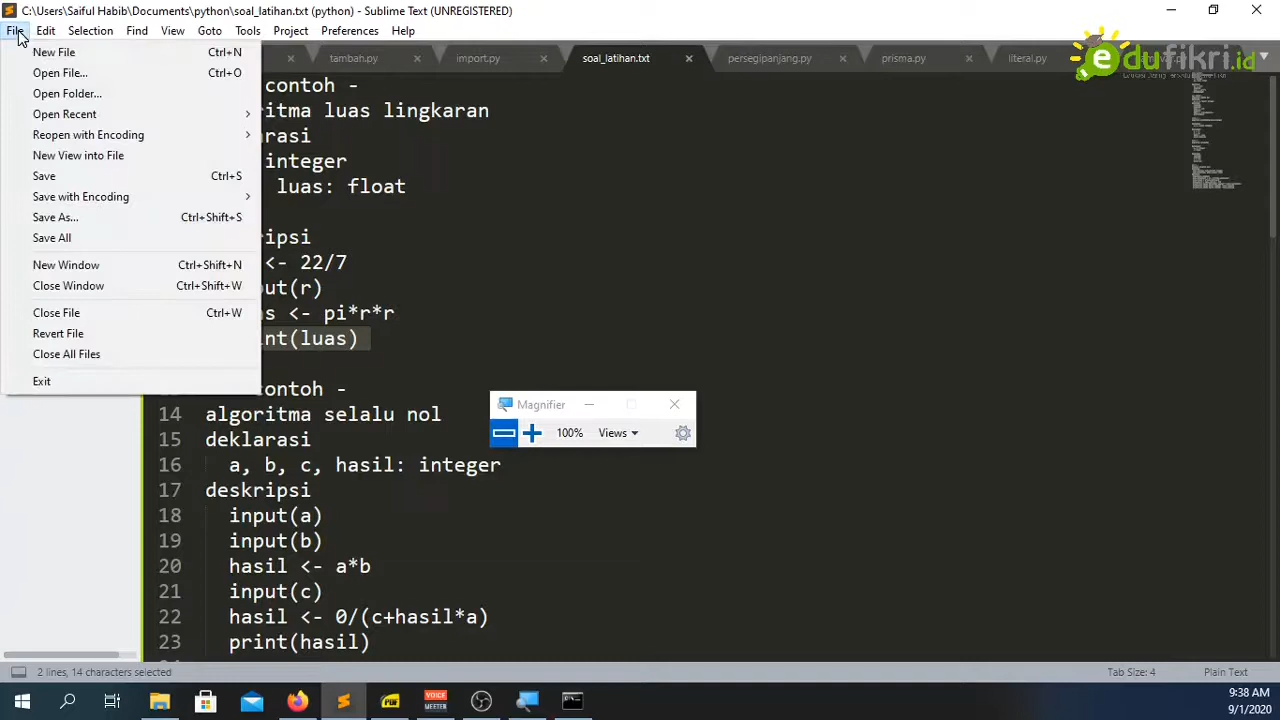 C:\Users\Saiful Habib\Documents\python\soal_latihan.txt (python) - Sublime Text (UNREGISTERED)
File Edit Selection Find View Goto Tools Project Preferences Help
tambah.py import.py soal_latihan.txt persegipanjang.py prisma.py literal.py
edufikri.id
New File Ctrl+N
Open File... Ctrl+O
Open Folder...
Open Recent
Reopen with Encoding
New View into File
Save Ctrl+S
Save with Encoding
Save As... Ctrl+Shift+S
Save All
New Window Ctrl+Shift+N
Close Window Ctrl+Shift+W
Close File Ctrl+W
Revert File
Close All Files
Exit
contoh -
ritma luas lingkaran
arasi
integer
luas: float
ripsi
<- 22/7
ut(r)
s <- pi*r*r
nt(luas)
ontoh -
14 algoritma selalu nol
15 deklarasi
16 a, b, c, hasil: integer
17 deskripsi
18 input(a)
19 input(b)
20 hasil <- a*b
21 input(c)
22 hasil <- 0/(c+hasil*a)
23 print(hasil)
Magnifier
100% Views
2 lines, 14 characters selected
Tab Size: 4 Plain Text
PDF
VOICE MEETER
9:38 AM
9/1/2020